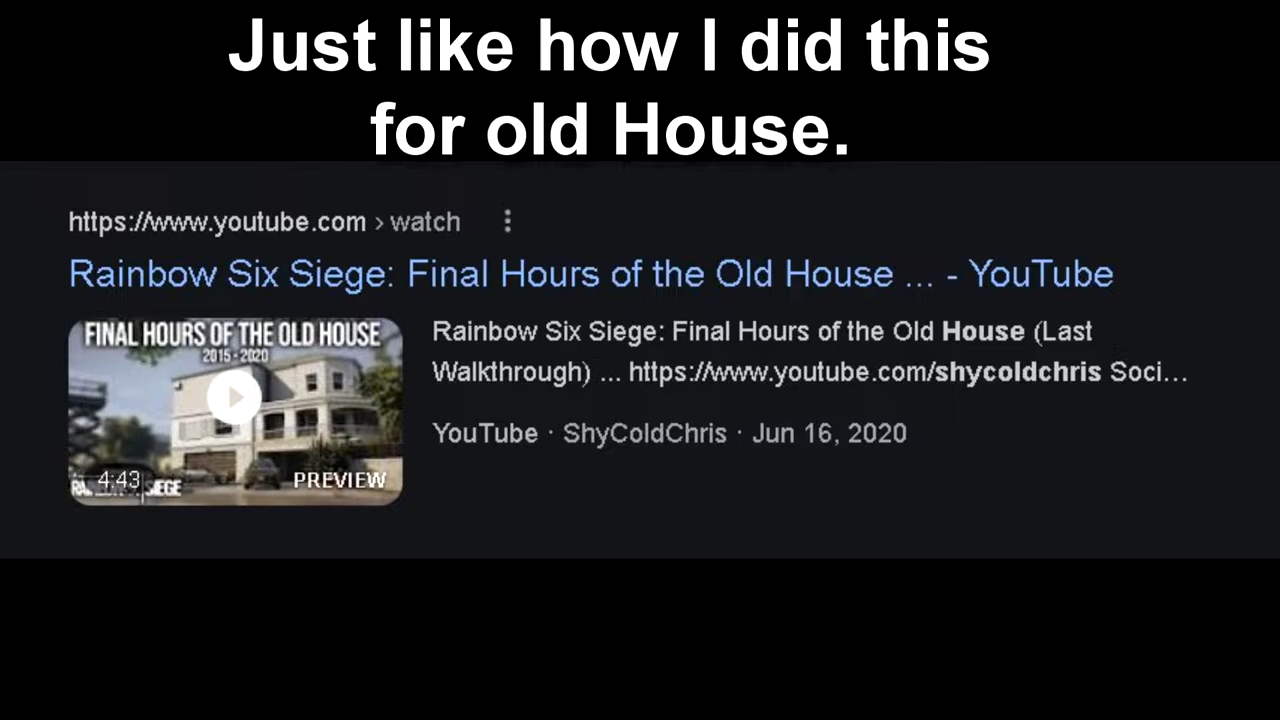 Just like how I did this
for old House.
https://www.youtube.com › watch
Rainbow Six Siege: Final Hours of the Old House ... - YouTube
FINAL HOURS OF THE OLD HOUSE
2015 - 2020
4:43
PREVIEW
Rainbow Six Siege: Final Hours of the Old House (Last
Walkthrough) ... https://www.youtube.com/shycoldchris Soci...
YouTube · ShyColdChris · Jun 16, 2020